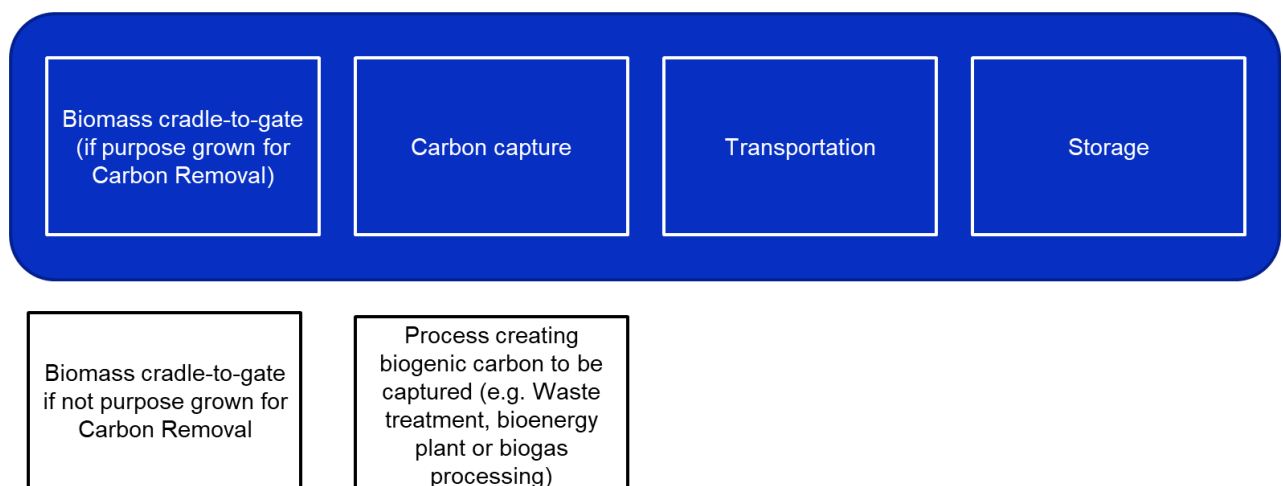 Biomass cradle-to-gate
(if purpose grown for
Carbon Removal)
Carbon capture
Transportation
Storage
Biomass cradle-to-gate
if not purpose grown for
Carbon Removal
Process creating
biogenic carbon to be
captured (e.g. Waste
treatment, bioenergy
plant or biogas
processing)